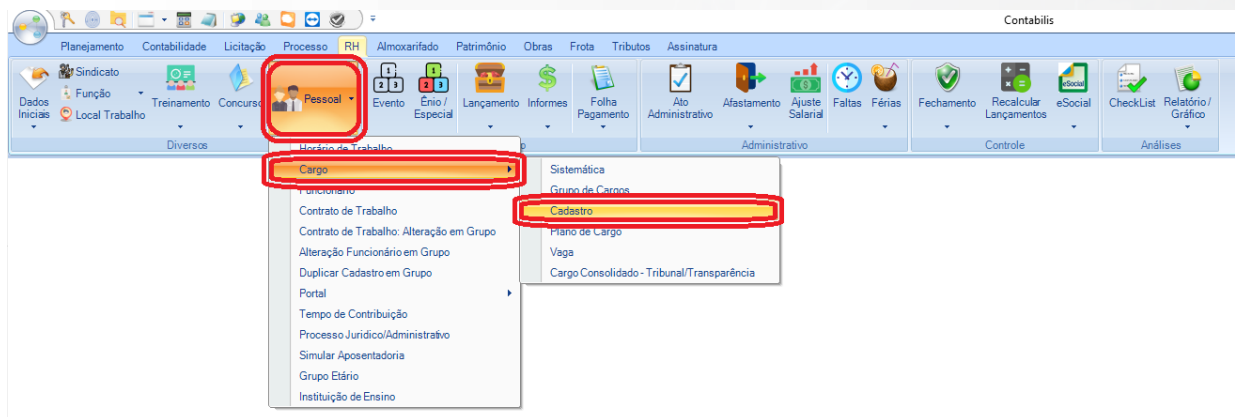 Contabilis
Planejamento Contabilidade Licitação Processo RH Almoxarifado Patrimônio Obras Frota Tributos Assinatura
Dados Iniciais
Sindicato
Função
Local Trabalho
Treinamento
Concurso
Pessoal
Evento
Ênio / Especial
Lançamento
Informes
Folha Pagamento
Ato Administrativo
Afastamento
Ajuste Salarial
Faltas
Férias
Fechamento
Recalcular Lançamentos
eSocial
eSocial
CheckList
Relatório / Gráfico
Diversos
Administrativo
Controle
Análises
Horário de Trabalho
Cargo
Funcionário
Contrato de Trabalho
Contrato de Trabalho: Alteração em Grupo
Alteração Funcionário em Grupo
Duplicar Cadastro em Grupo
Portal
Tempo de Contribuição
Processo Juridico/Administrativo
Simular Aposentadoria
Grupo Etário
Instituição de Ensino
Sistemática
Grupo de Cargos
Cadastro
Plano de Cargo
Vaga
Cargo Consolidado - Tribunal/Transparência